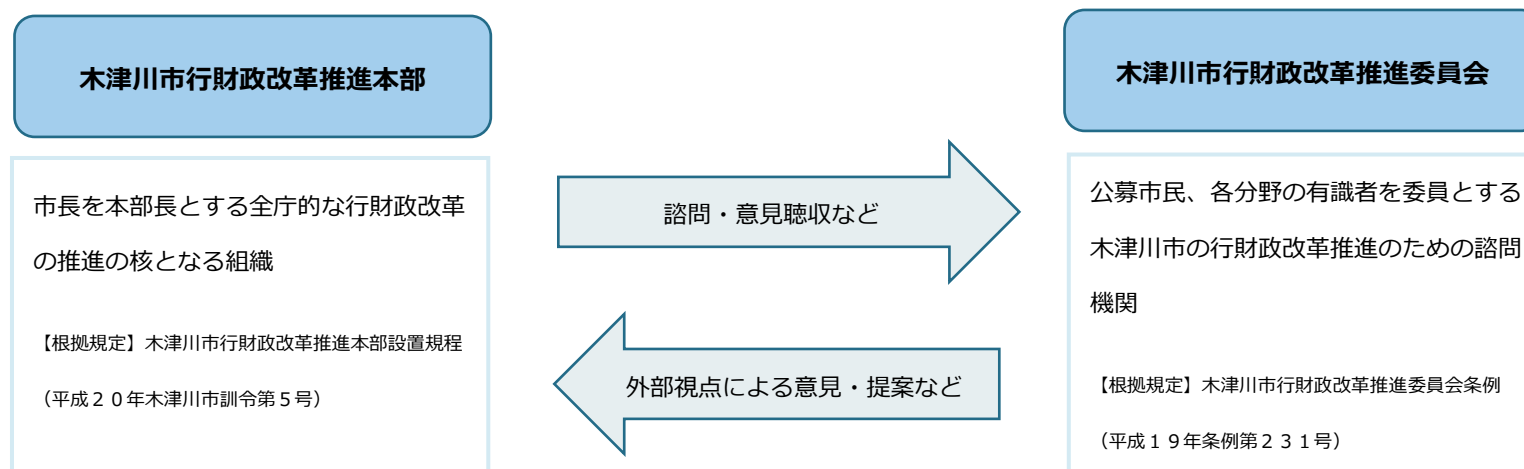 木津川市行財政改革推進本部
市長を本部長とする全庁的な行財政改革
の推進の核となる組織
【根拠規定】木津川市行財政改革推進本部設置規程
（平成２０年木津川市訓令第５号）
諮問・意見聴収など
外部視点による意見・提案など
木津川市行財政改革推進委員会
公募市民、各分野の有識者を委員とする
木津川市の行財政改革推進のための諮問
機関
【根拠規定】木津川市行財政改革推進委員会条例
（平成１９年条例第２３１号）